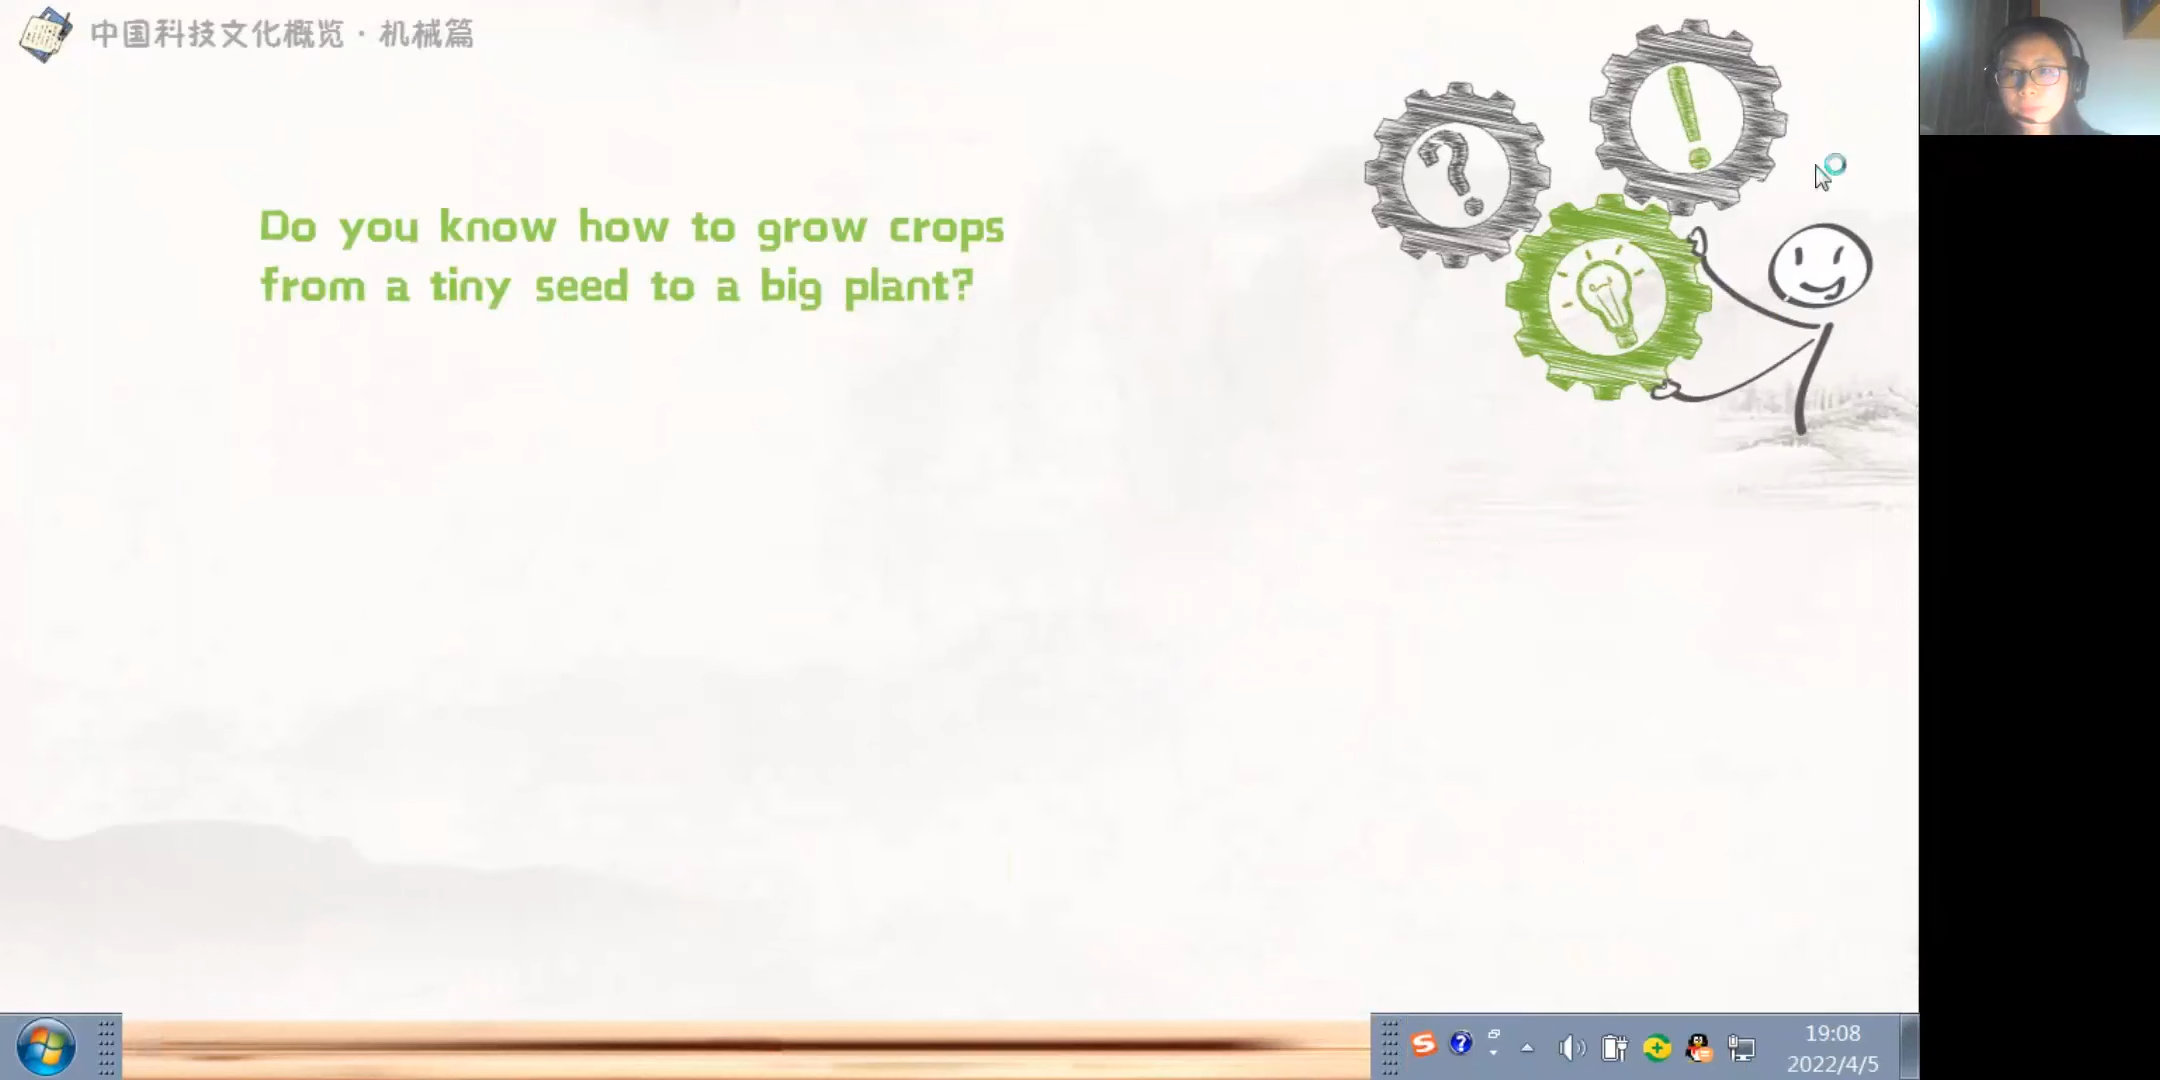 中国科技文化概览·机械篇
Do you know how to grow crops
from a tiny seed to a big plant?
?
!
S
?
19:08
2022/4/5